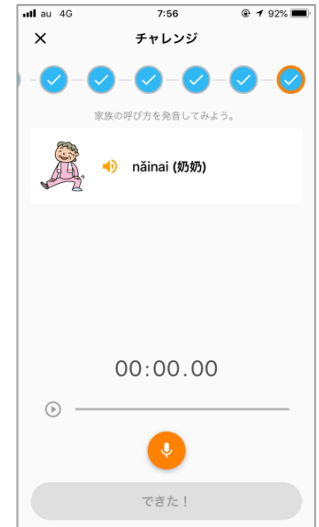 au 4G 7:56 92%
チャレンジ
家族の呼び方を発音してみよう。
nǎinai (奶奶)
00:00.00
できた！